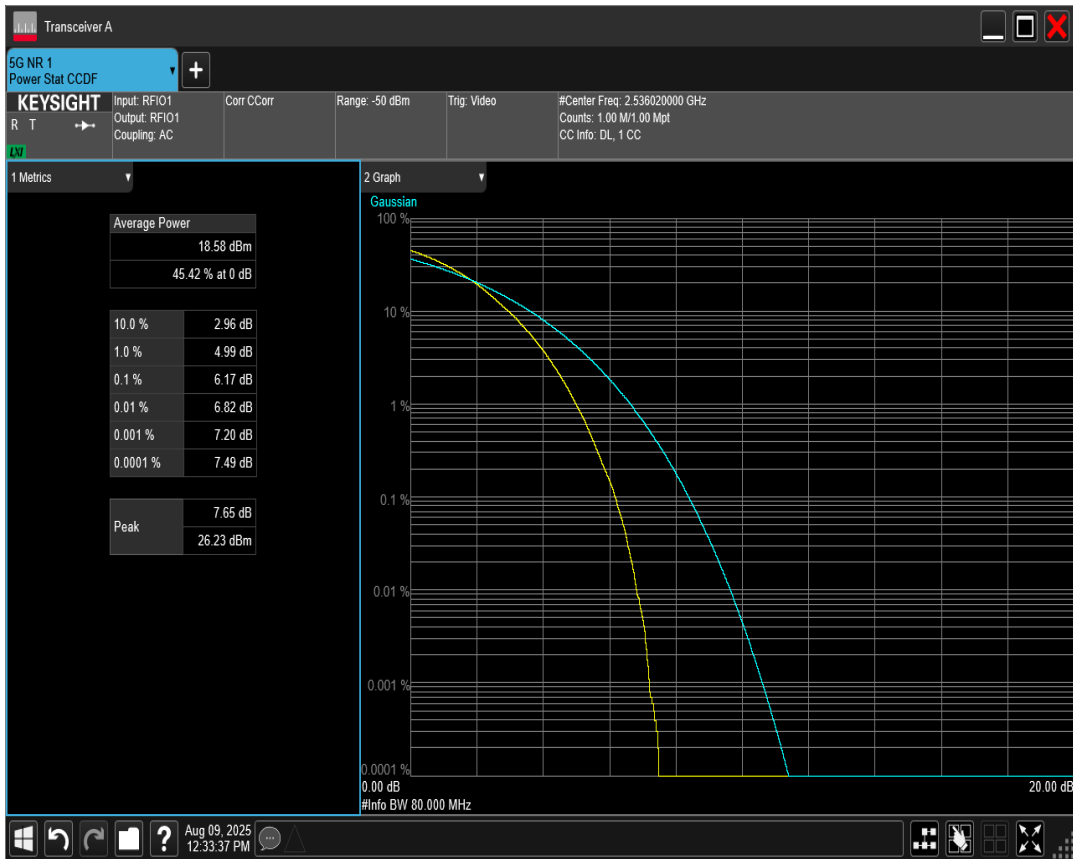 Transceiver A
5G NR 1
Power Stat CCDF
+
KEYSIGHT
R T
LXI
Input: RFIO1
Output: RFIO1
Coupling: AC
Corr CCorr
Range: -50 dBm
Trig: Video
#Center Freq: 2.536020000 GHz
Counts: 1.00 M/1.00 Mpt
CC Info: DL, 1 CC
1 Metrics
Average Power
18.58 dBm
45.42 % at 0 dB
10.0 % 2.96 dB
1.0 % 4.99 dB
0.1 % 6.17 dB
0.01 % 6.82 dB
0.001 % 7.20 dB
0.0001 % 7.49 dB
Peak
7.65 dB
26.23 dBm
2 Graph
Gaussian
100 %
10 %
1 %
0.1 %
0.01 %
0.001 %
0.0001 %
0.00 dB 20.00 dB
#Info BW 80.000 MHz
?
Aug 09, 2025
12:33:37 PM